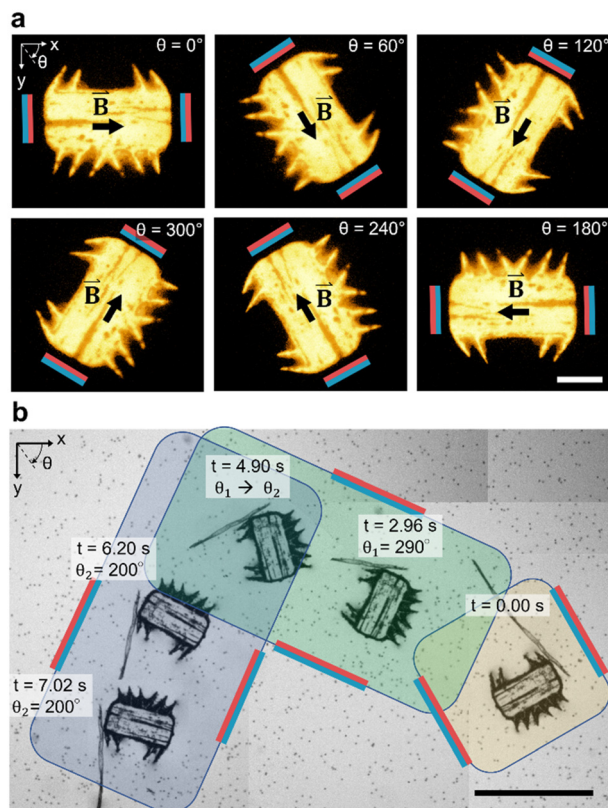 a
x
θ
y
θ = 0°
B
θ = 60°
B
θ = 120°
B
θ = 300°
B
θ = 240°
B
θ = 180°
B
b
x
θ
y
t = 4.90 s
θ1 → θ2
t = 2.96 s
θ1= 290°
t = 6.20 s
θ2= 200°
t = 0.00 s
t = 7.02 s
θ2= 200°